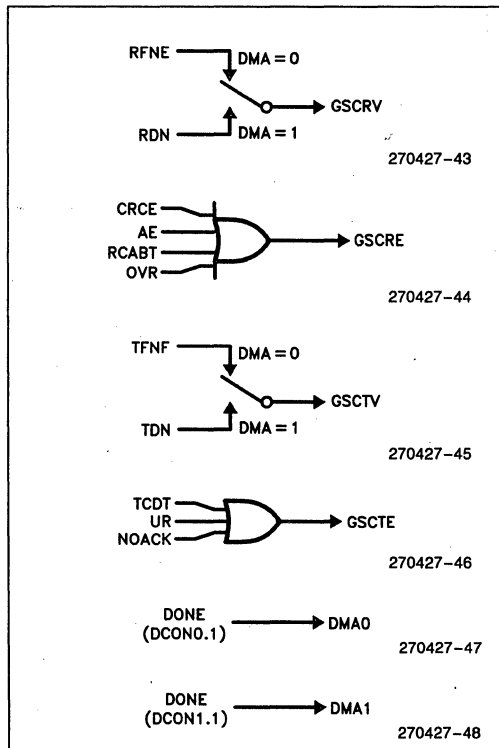 RFNE
DMA = 0
GSCRV
RDN
DMA = 1
270427-43
CRCE
AE
RCABT
OVR
GSCRE
270427-44
TFNF
DMA = 0
GSCTV
TDN
DMA = 1
270427-45
TCDT
UR
NOACK
GSCTE
270427-46
DONE
(DCON0.1)
DMA0
270427-47
DONE
(DCON1.1)
DMA1
270427-48